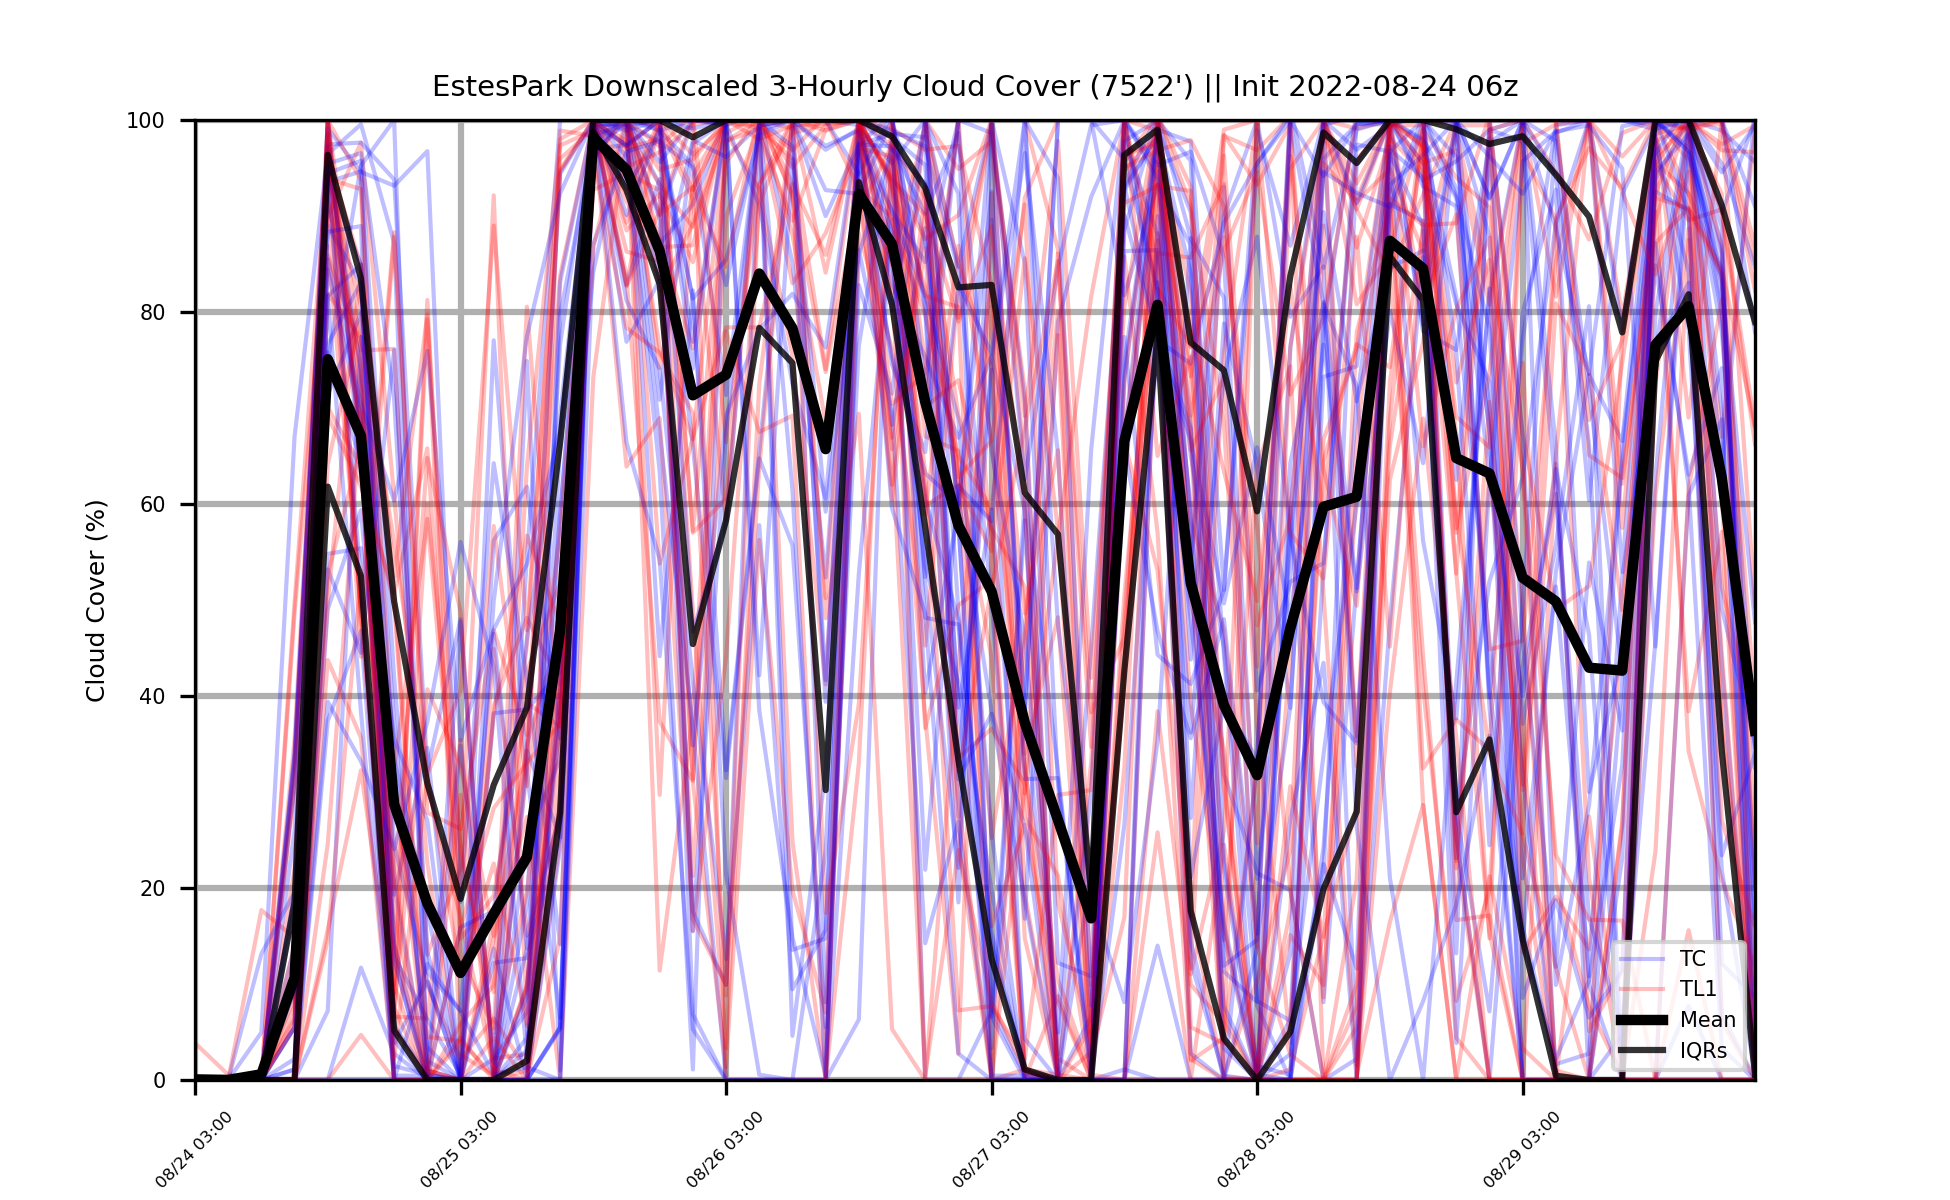 EstesPark Downscaled 3-Hourly Cloud Cover (7522') || Init 2022-08-24 06z
Cloud Cover (%)
100
80
60
40
20
0
TC
TL1
Mean
IQRs
08/24 03:00
08/25 03:00
08/26 03:00
08/27 03:00
08/28 03:00
08/29 03:00